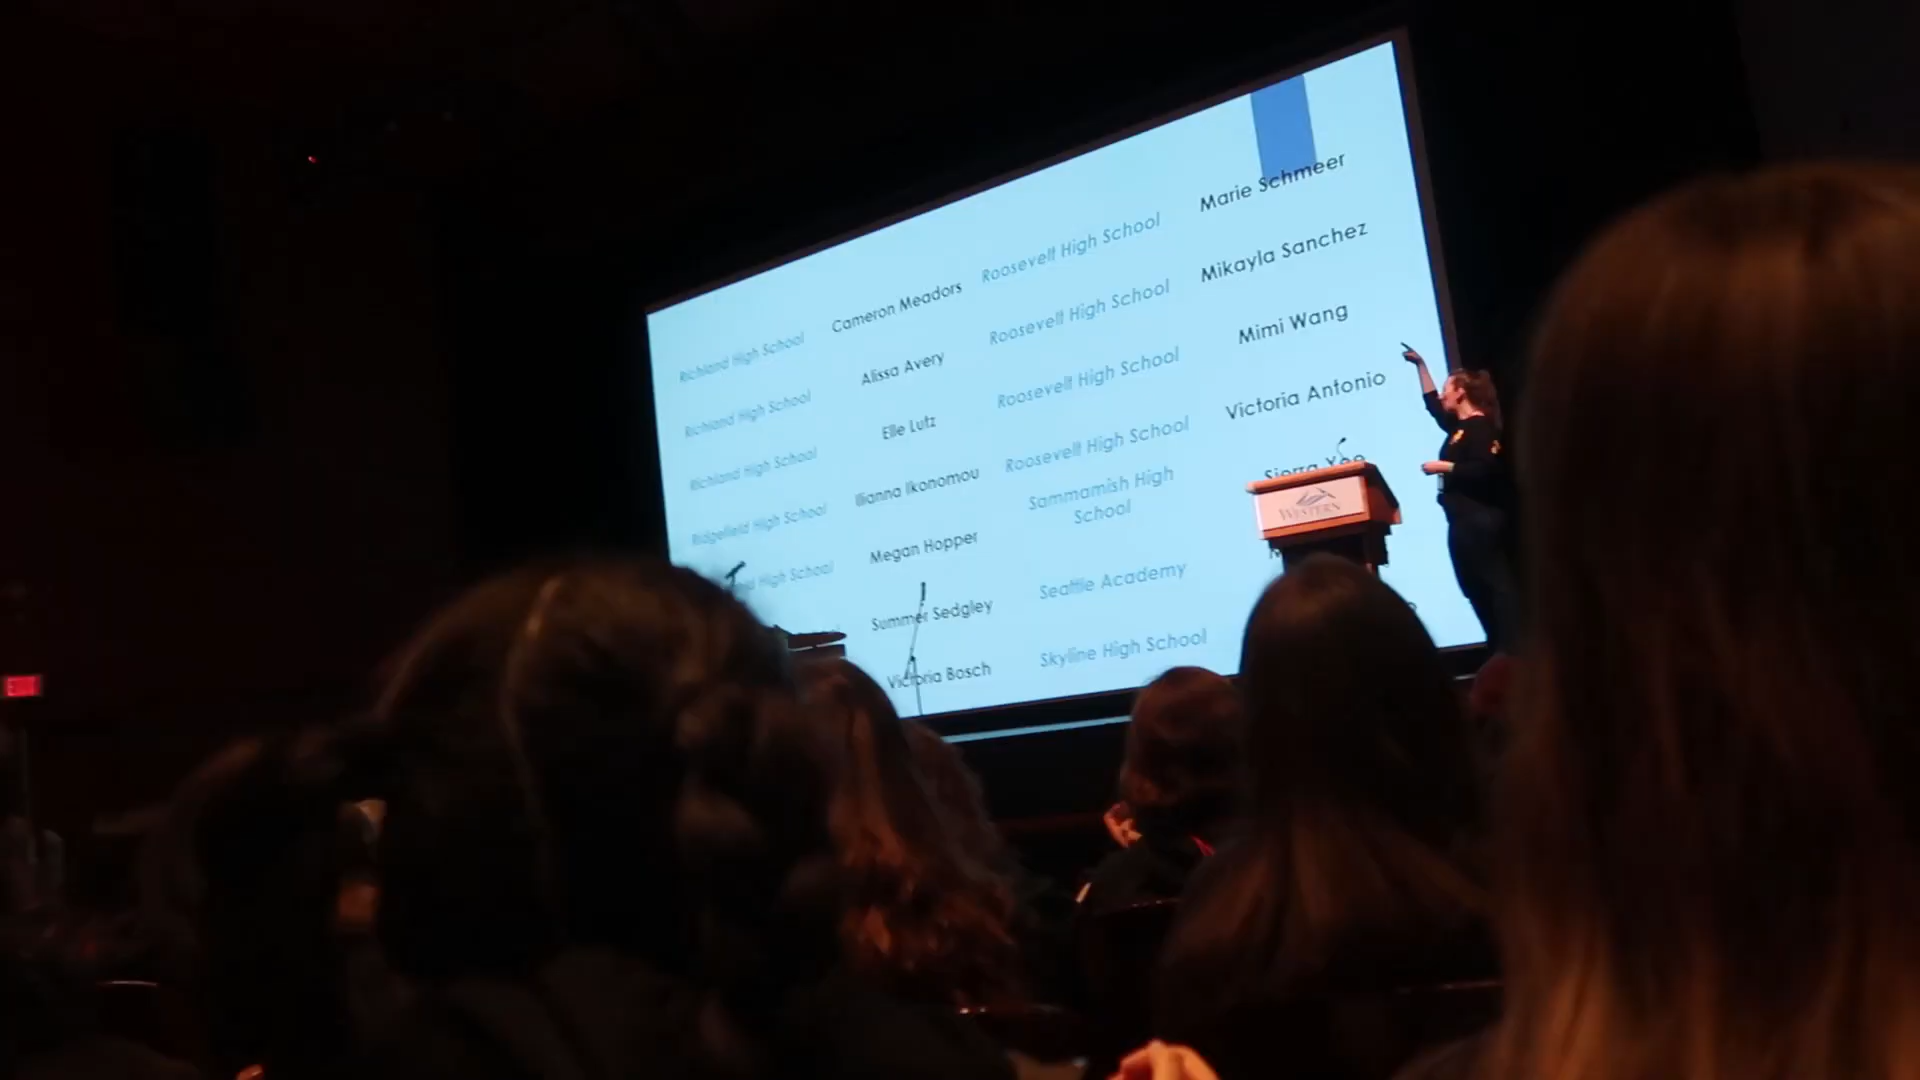 Richland High School
Cameron Meadors
Roosevelt High School
Marie Schmeer
Richland High School
Alissa Avery
Roosevelt High School
Mikayla Sanchez
Richland High School
Elle Lutz
Roosevelt High School
Mimi Wang
Ridgefield High School
Ilianna Ikonomou
Roosevelt High School
Victoria Antonio
High School
Megan Hopper
Sammamish High
School
Sierra Yoo
Summer Sedgley
Seattle Academy
Victoria Bosch
Skyline High School
WESTERN